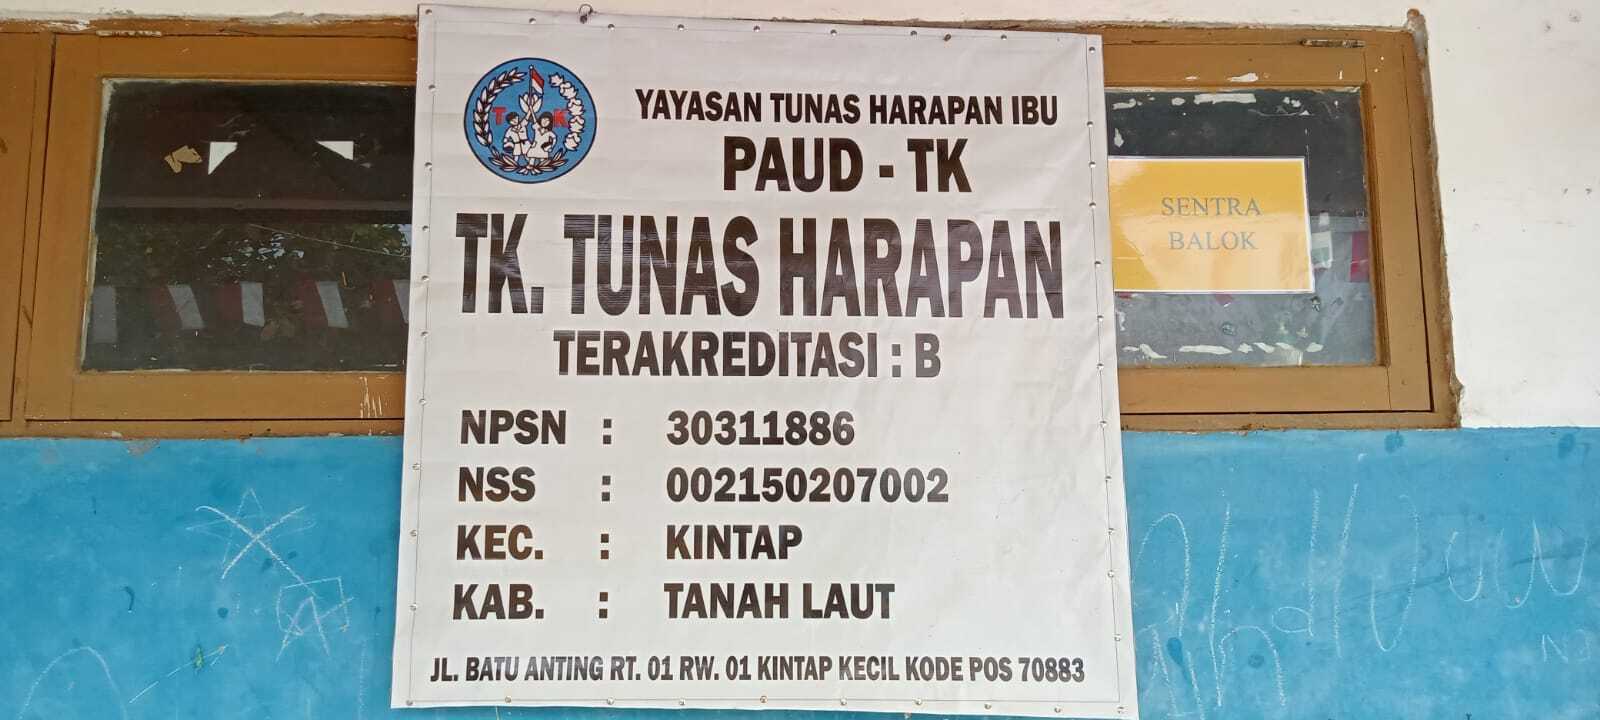 T K
YAYASAN TUNAS HARAPAN IBU
PAUD - TK
TK. TUNAS HARAPAN
TERAKREDITASI : B
NPSN : 30311886
NSS : 002150207002
KEC. : KINTAP
KAB. : TANAH LAUT
JL. BATU ANTING RT. 01 RW. 01 KINTAP KECIL KODE POS 70883
SENTRA
BALOK